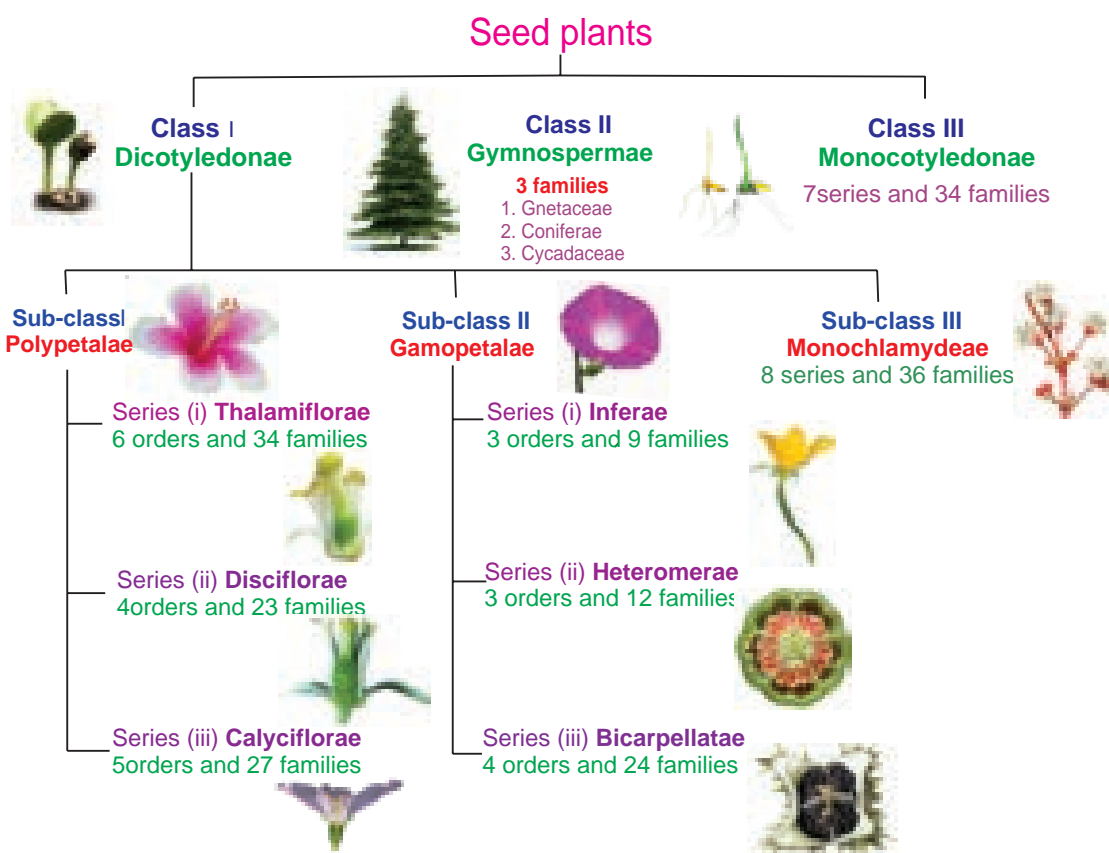 Seed plants
Class I
Dicotyledonae
Class II
Gymnospermae
3 families
1. Gnetaceae
2. Coniferae
3. Cycadaceae
Class III
Monocotyledonae
7series and 34 families
Sub-classI
Polypetalae
Sub-class II
Gamopetalae
Sub-class III
Monochlamydeae
8 series and 36 families
Series (i) Thalamiflorae
6 orders and 34 families
Series (ii) Disciflorae
4orders and 23 families
Series (iii) Calyciflorae
5orders and 27 families
Series (i) Inferae
3 orders and 9 families
Series (ii) Heteromerae
3 orders and 12 families
Series (iii) Bicarpellatae
4 orders and 24 families